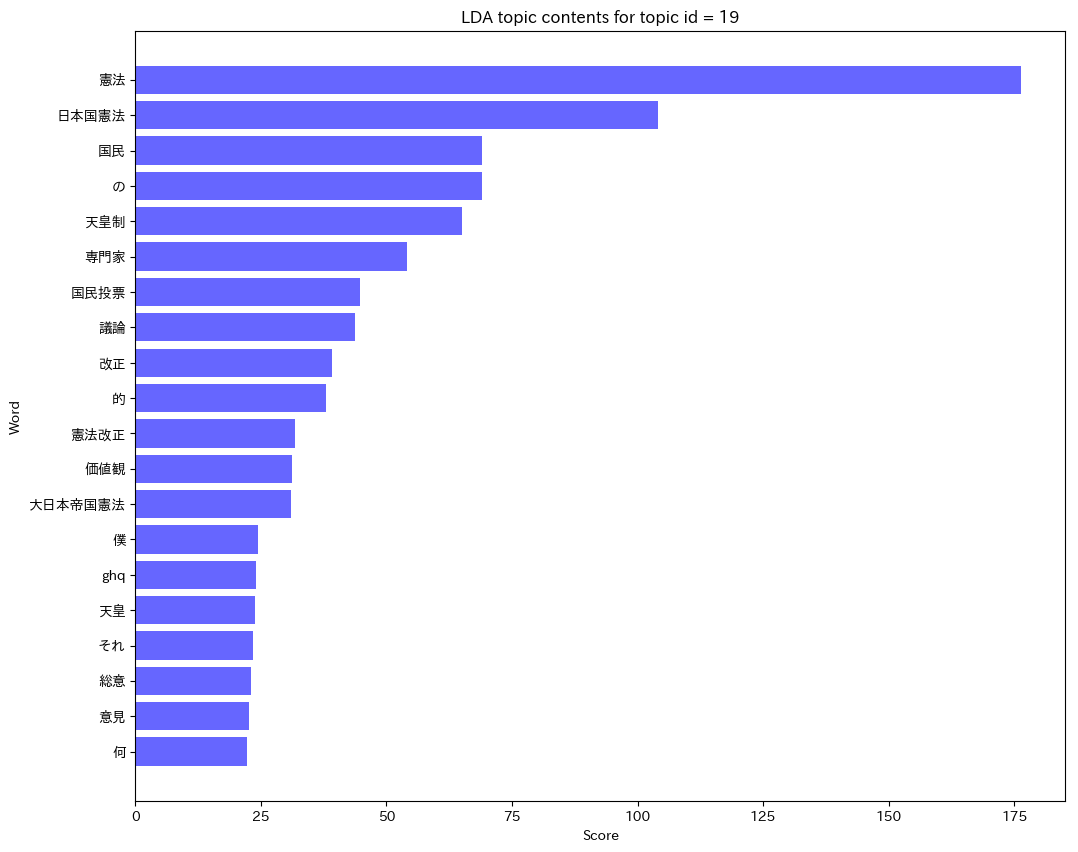 LDA topic contents for topic id = 19
憲法
日本国憲法
国民
の
天皇制
専門家
国民投票
議論
改正
的
憲法改正
価値観
大日本帝国憲法
僕
ghq
天皇
それ
総意
意見
何
Word
0 25 50 75 100 125 150 175
Score